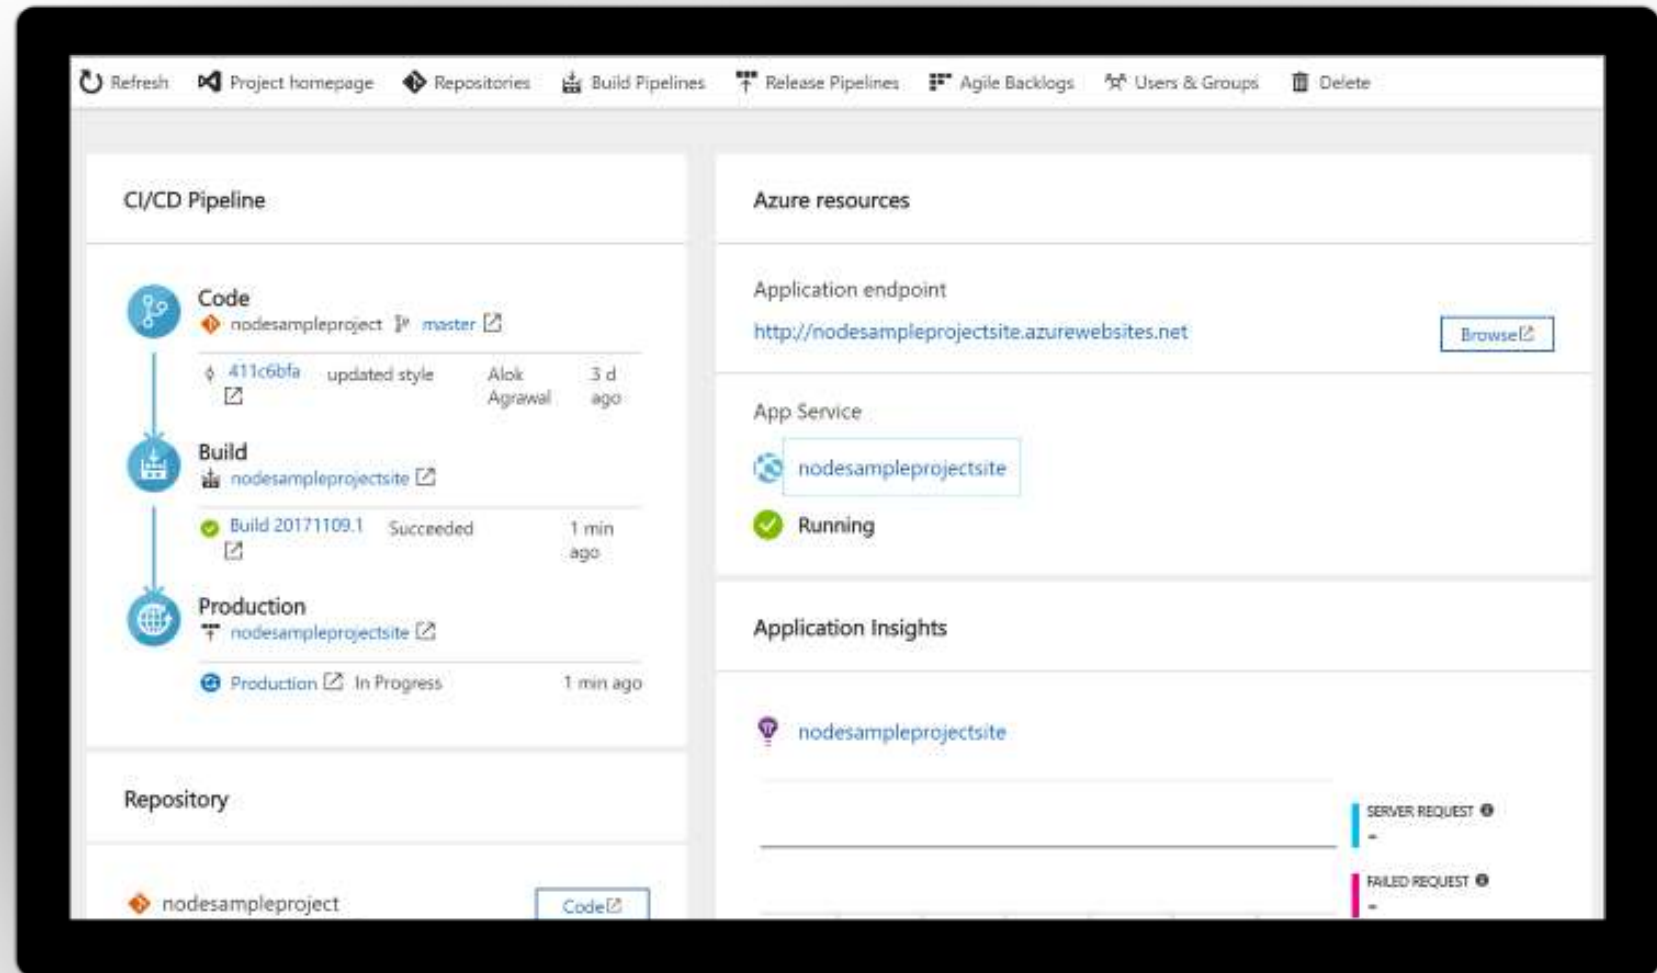 Refresh Project homepage Repositories Build Pipelines Release Pipelines Agile Backlogs Users & Groups Delete
CI/CD Pipeline
Code
nodesampleproject master
411c6bfa updated style Alok Agrawal 3 d ago
Build
nodesampleprojectsite
Build 20171109.1 Succeeded 1 min ago
Production
nodesampleprojectsite
Production In Progress 1 min ago
Repository
nodesampleproject Code
Azure resources
Application endpoint
http://nodesampleprojectsite.azurewebsites.net Browse
App Service
nodesampleprojectsite
Running
Application Insights
nodesampleprojectsite
SERVER REQUEST
-
FAILED REQUEST
-